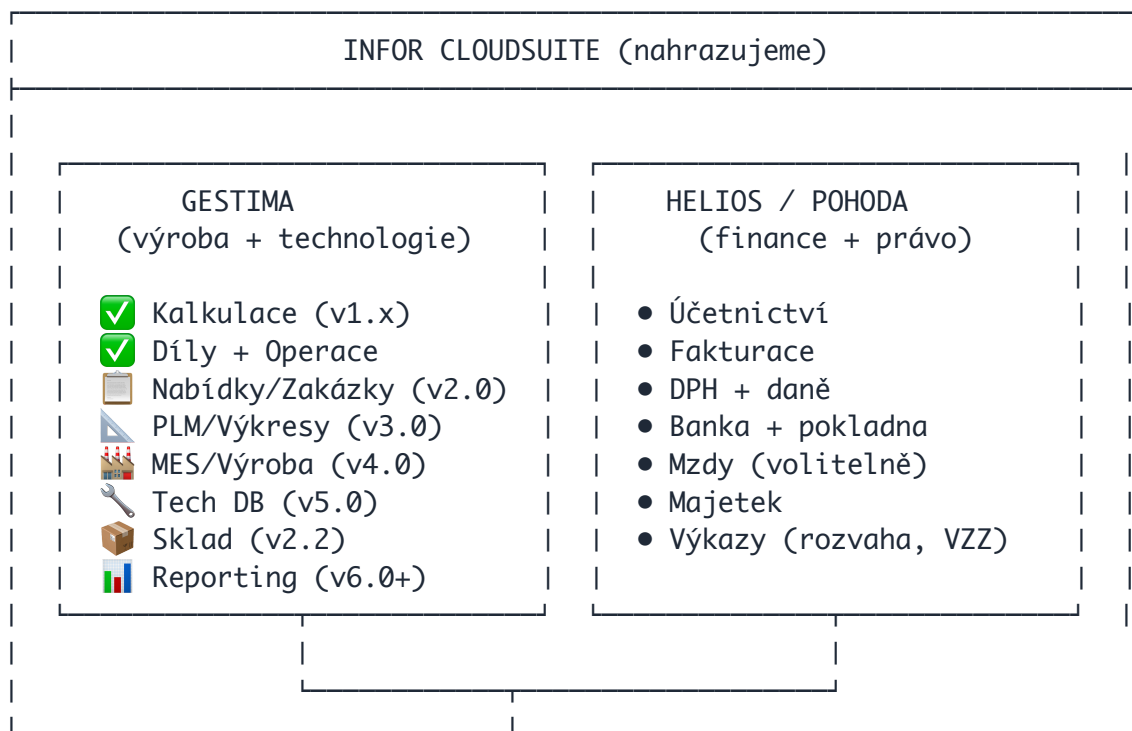 INFOR CLOUDSUITE (nahrazujeme)
GESTIMA
(výroba + technologie)
✅ Kalkulace (v1.x)
✅ Díly + Operace
📋 Nabídky/Zakázky (v2.0)
📐 PLM/Výkresy (v3.0)
🏭 MES/Výroba (v4.0)
🔧 Tech DB (v5.0)
📦 Sklad (v2.2)
📊 Reporting (v6.0+)
HELIOS / POHODA
(finance + právo)
● Účetnictví
● Fakturace
● DPH + daně
● Banka + pokladna
● Mzdy (volitelně)
● Majetek
● Výkazy (rozvaha, VZZ)